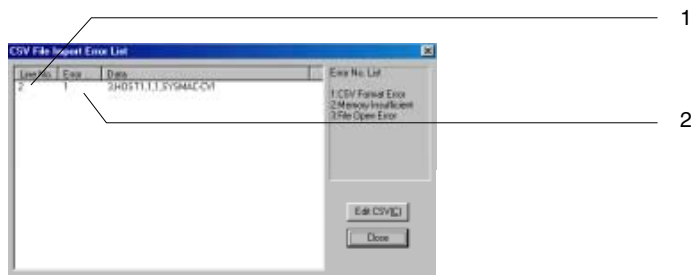 1
CSV File Import Error List
Line No. Error Data
2 1 3,HOST1,1,1,SYSMAC-CV1
Error No. List
1:CSV Format Error
2:Memory Insufficient
3:File Open Error
2
Edit CSV(E)
Close